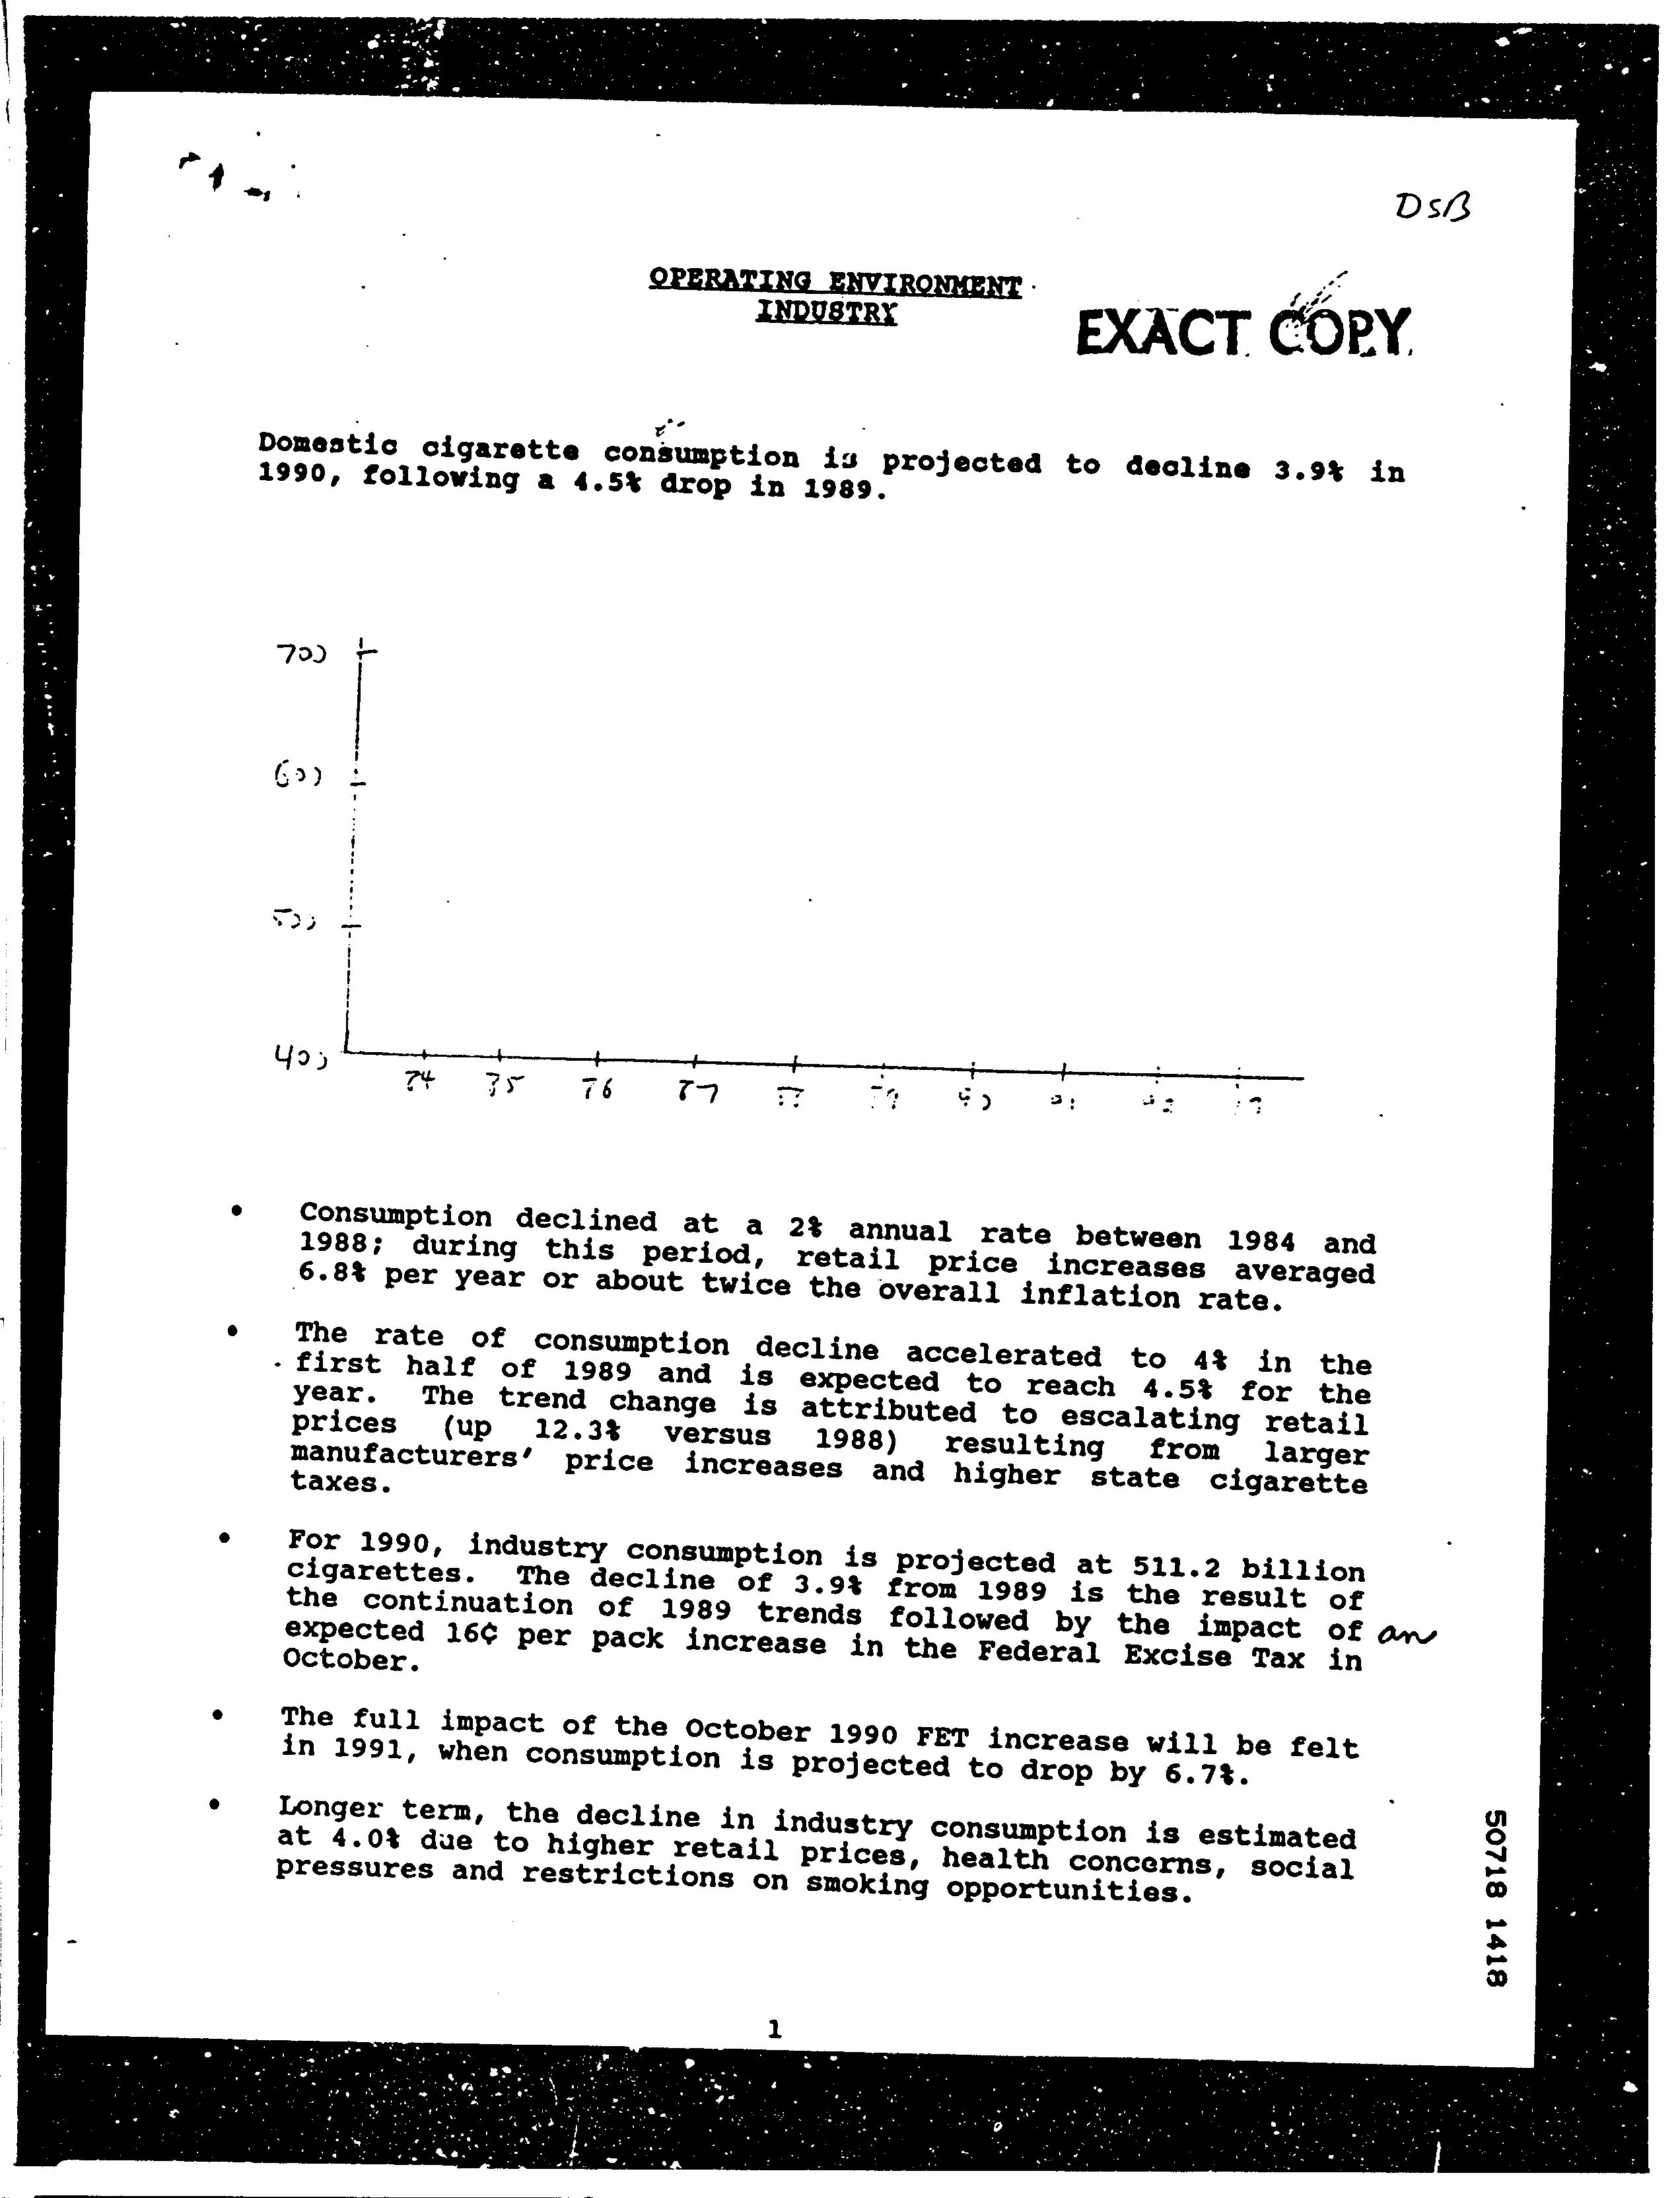 DSB
OPERATING ENVIRONMENT
INDUSTRY
EXACT COPY
Domestic cigarette consumption is projected to decline 3.9% in
1990, following a 4.5% drop in 1989.
700
600
500
400
76
Consumption declined at a 2% annual rate between 1984 and
1988; during this period, retail price increases averaged
6.8% per year or about twice the overall inflation rate.
The rate of consumption decline accelerated to 4% in the
first half of 1989 and is expected to reach 4.5% for the
year. The trend change is attributed to escalating retail
prices (up 12.3% versus 1988) resulting from larger
manufacturers' price increases and higher state cigarette
taxes.
For 1990, industry consumption is projected at 511.2 billion
cigarettes. The decline of 3.9% from 1989 is the result of
the continuation of 1989 trends followed by the impact of an
expected 16¢ per pack increase in the Federal Excise Tax in
October.
The full impact of the October 1990 FET increase will be felt
in 1991, when consumption is projected to drop by 6.7%.
Longer term, the decline in industry consumption is estimated
at 4.0% due to higher retail prices, health concerns, social
pressures and restrictions on smoking opportunities.
50718 1418
1